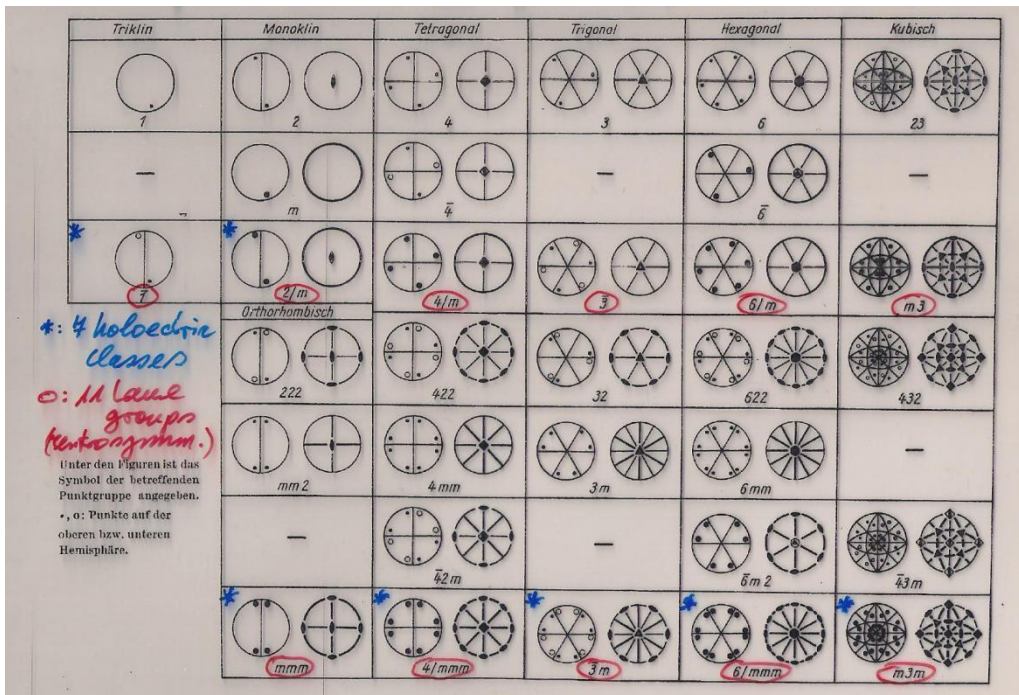 Triklin Monoklin Tetragonal Trigonal Hexagonal Kubisch
1 2 4 3 6 23
— m 4̅ — 6̅ —
* 1̅ * 2/m 4/m 3̅ 6/m m3
Orthorhombisch
222 422 32 622 432
mm2 4mm 3m 6mm —
— 4̅2m — 6̅m2 4̅3m
* mmm * 4/mmm * 3̅m * 6/mmm * m3m
*: 7 holoedric
classes
o: 11 Laue
groups
(zentrosymm.)
Unter den Figuren ist das
Symbol der betreffenden
Punktgruppe angegeben.
•, o: Punkte auf der
oberen bzw. unteren
Hemisphäre.